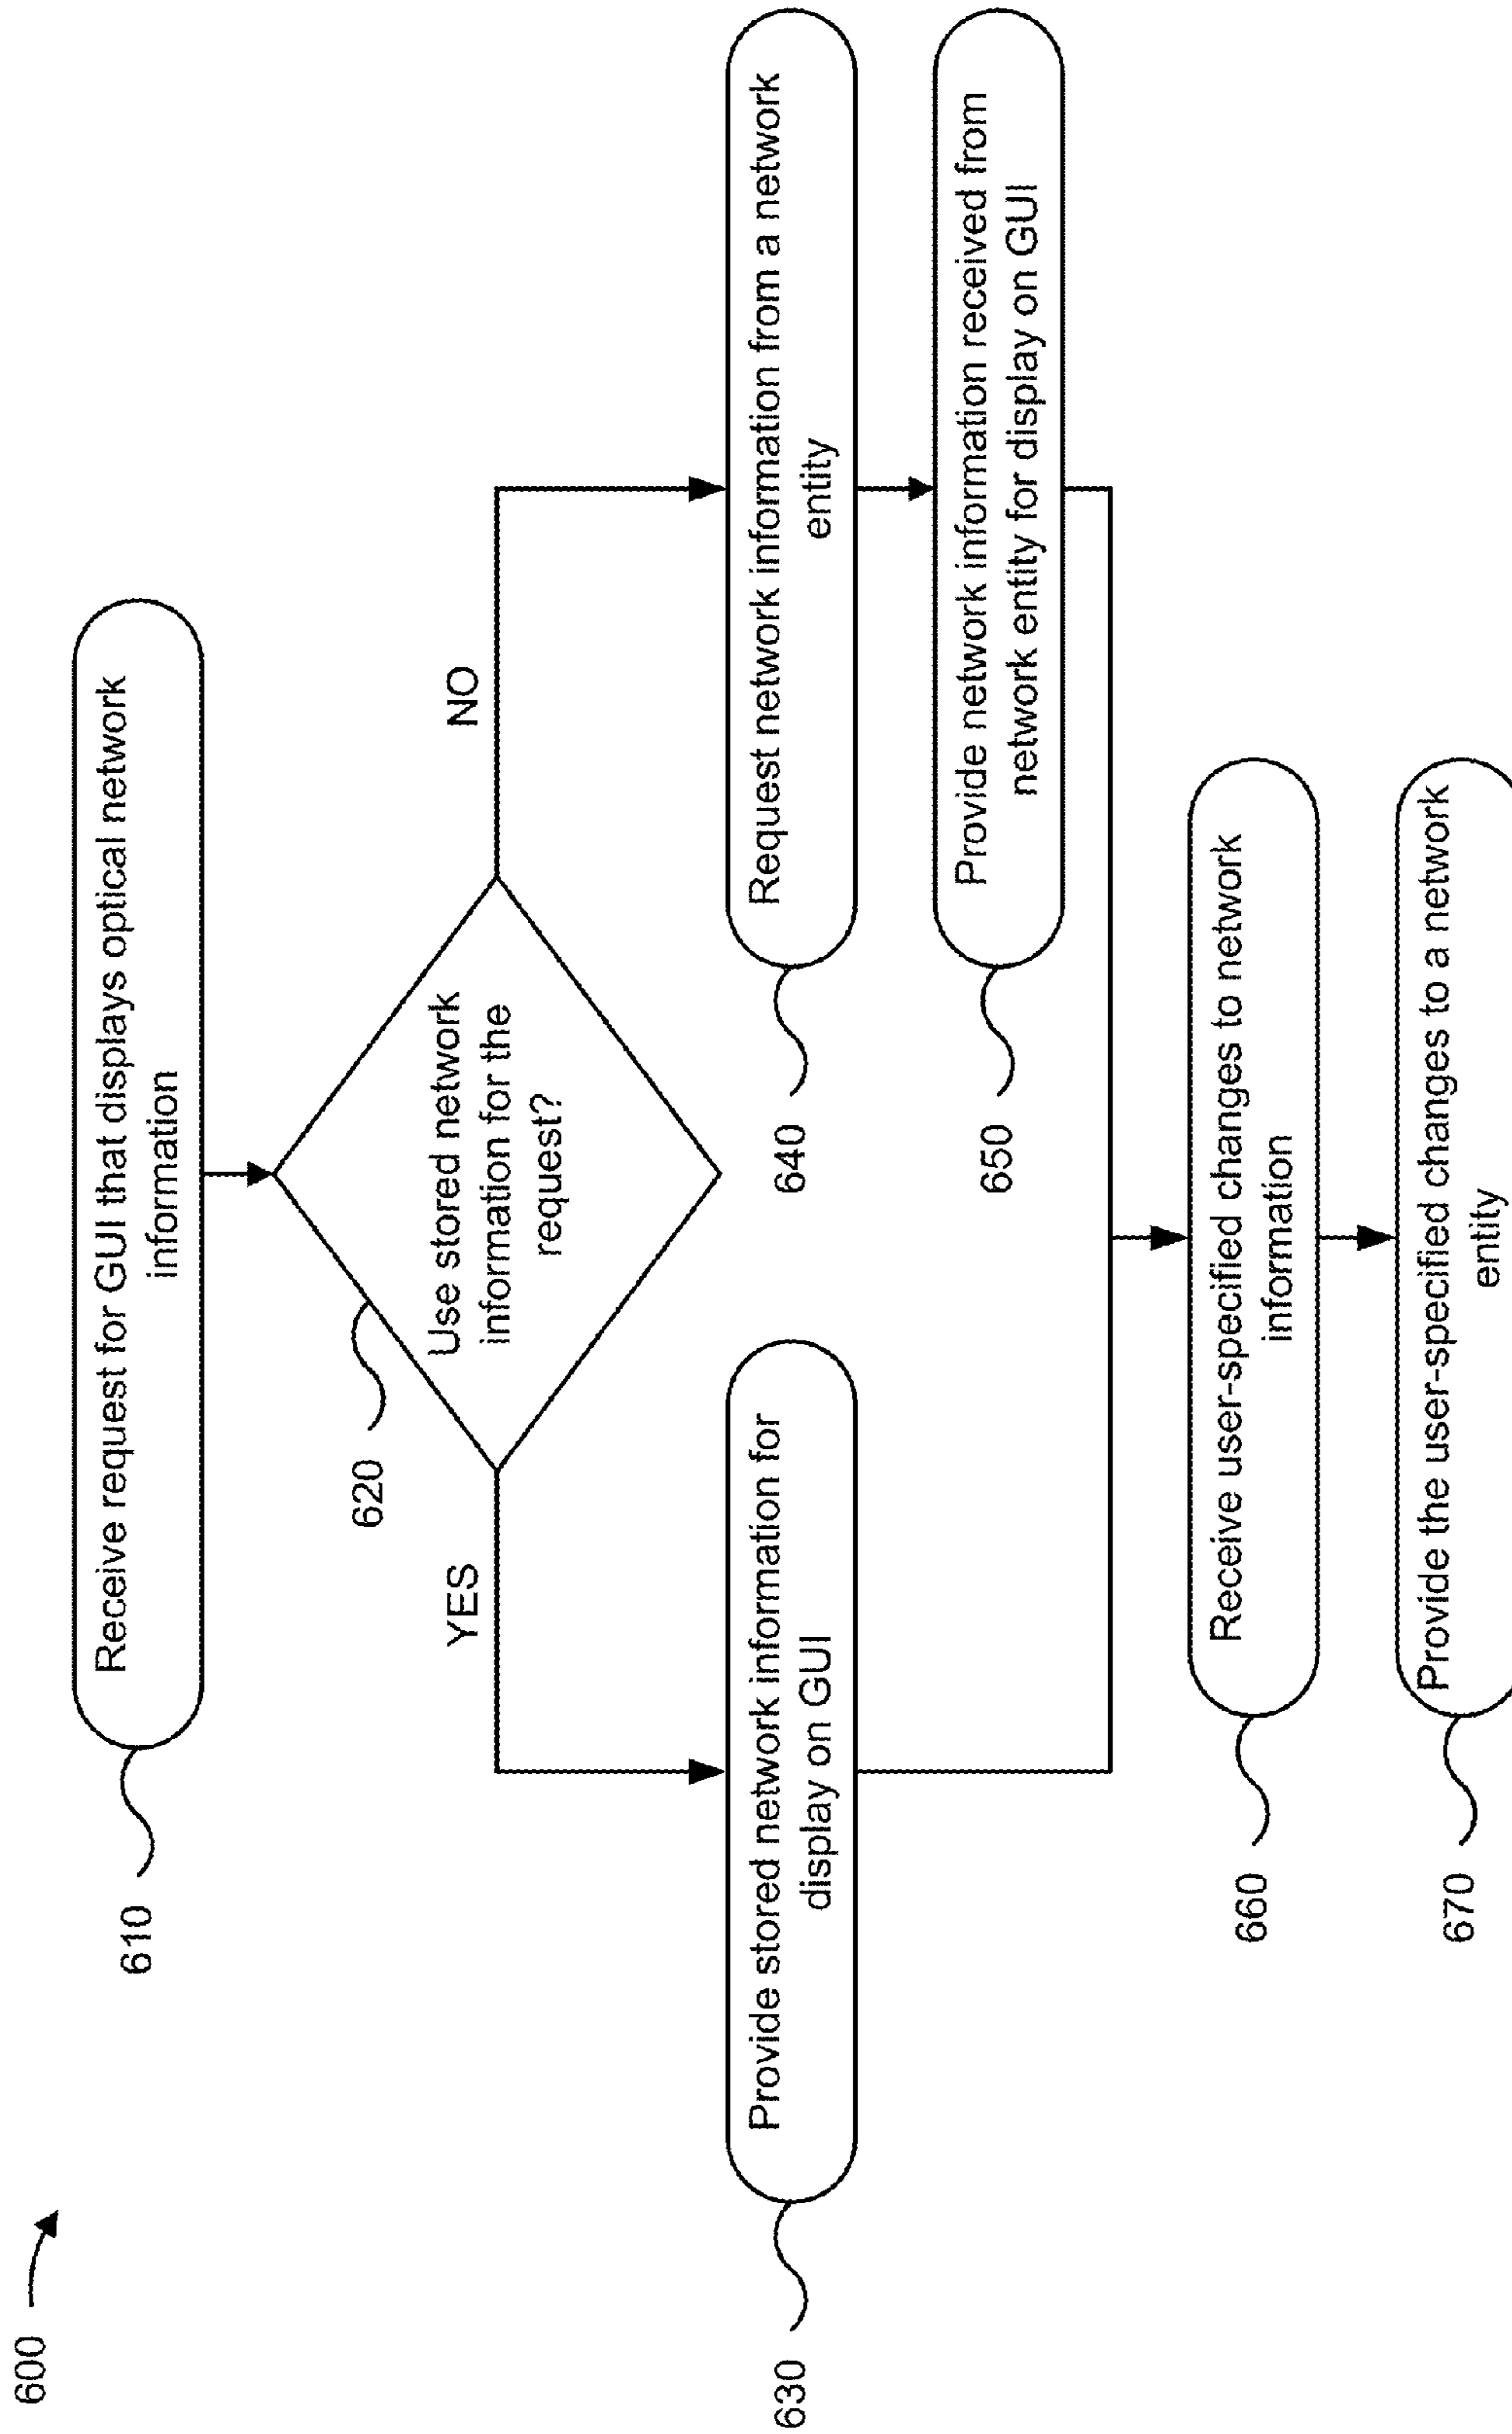 600
610
Receive request for GUI that displays optical network
information
620
Use stored network
information for the
request?
YES
NO
630
Provide stored network information for
display on GUI
640
Request network information from a network
entity
650
Provide network information received from
network entity for display on GUI
660
Receive user-specified changes to network
information
670
Provide the user-specified changes to a network
entity